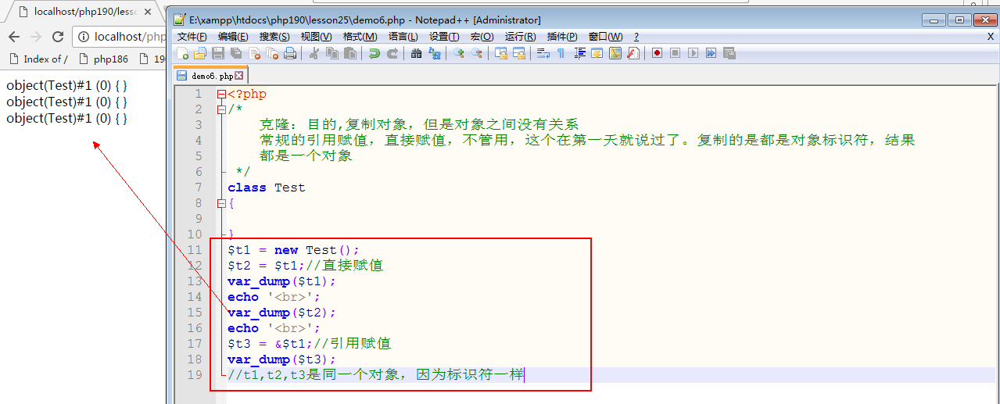 localhost/php190/lesso
localhost/php
Index of /
php186
19
object(Test)#1 (0) { }
object(Test)#1 (0) { }
object(Test)#1 (0) { }
E:\xampp\htdocs\php190\lesson25\demo6.php - Notepad++ [Administrator]
文件(F) 编辑(E) 搜索(S) 视图(V) 格式(M) 语言(L) 设置(T) 宏(O) 运行(R) 插件(P) 窗口(W) ? X
demo6.php
1 <?php
2 /*
3 克隆: 目的,复制对象，但是对象之间没有关系
4 常规的引用赋值，直接赋值，不管用，这个在第一天就说过了。复制的是都是对象标识符，结果
5 都是一个对象
6 */
7 class Test
8 {
9
10 }
11 $t1 = new Test();
12 $t2 = $t1;//直接赋值
13 var_dump($t1);
14 echo '<br>';
15 var_dump($t2);
16 echo '<br>';
17 $t3 = &$t1;//引用赋值
18 var_dump($t3);
19 //t1,t2,t3是同一个对象，因为标识符一样